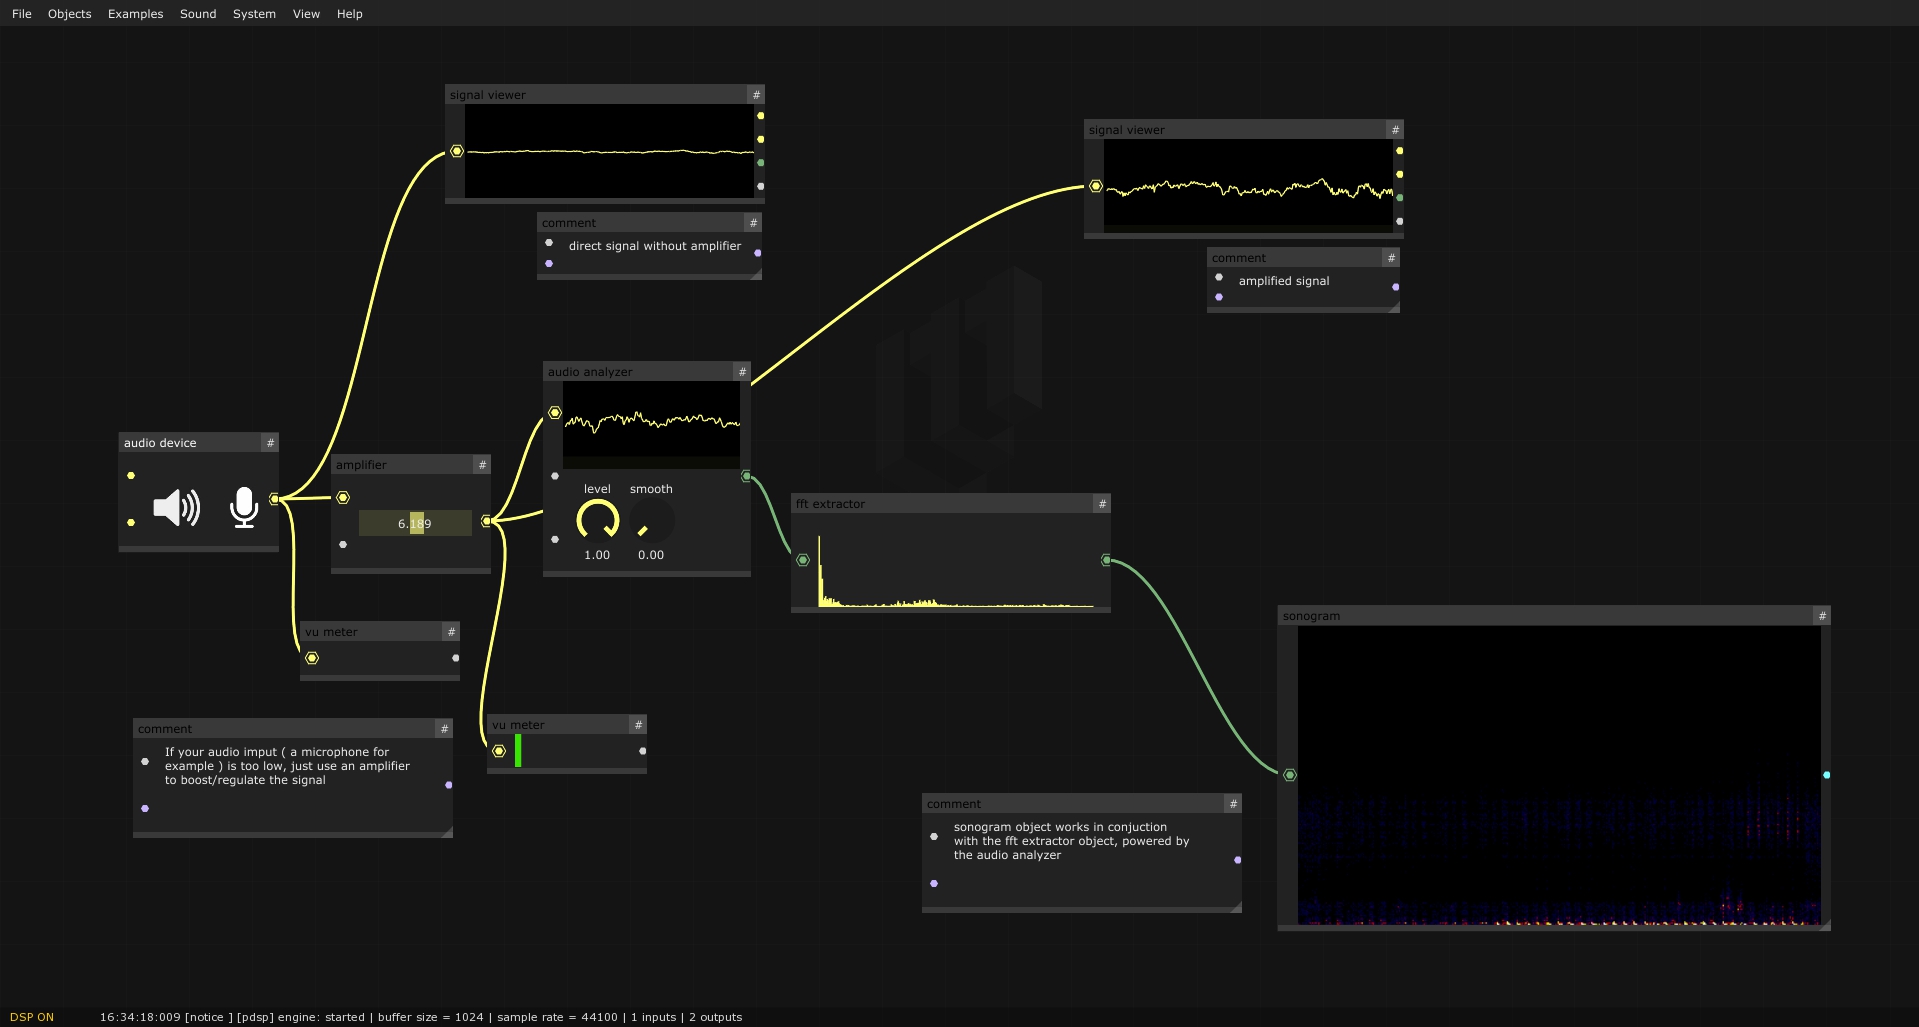 File Objects Examples Sound System View Help
signal viewer #
signal viewer #
comment #
direct signal without amplifier
comment #
amplified signal
audio analyzer #
level smooth
1.00 0.00
audio device #
amplifier #
6.189
fft extractor #
vu meter #
sonogram #
vu meter #
comment #
If your audio imput ( a microphone for
example ) is too low, just use an amplifier
to boost/regulate the signal
comment #
sonogram object works in conjuction
with the fft extractor object, powered by
the audio analyzer
DSP ON 16:34:18:009 [notice ] [pdsp] engine: started | buffer size = 1024 | sample rate = 44100 | 1 inputs | 2 outputs